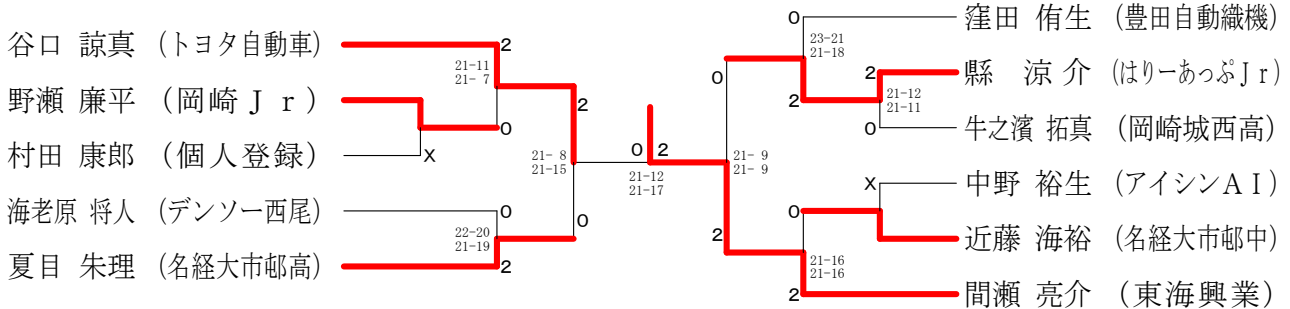 谷口 諒真 (トヨタ自動車)
野瀬 廉平 (岡崎Jr)
村田 康郎 (個人登録)
海老原 将人 (デンソー西尾)
夏目 朱理 (名経大市邨高)
2
21-11
21- 7
0
X
2
21- 8
21-15
0
0
22-20
21-19
2
0 2
21-12
21-17
0
21- 9
21- 9
2
0
23-21
21-18
2
2
21-12
21-11
0
X
0
21-16
21-16
2
窪田 侑生 (豊田自動織機)
縣 涼介 (はりーあっぷJr)
牛之濱 拓真 (岡崎城西高)
中野 裕生 (アイシンAI)
近藤 海裕 (名経大市邨中)
間瀬 亮介 (東海興業)